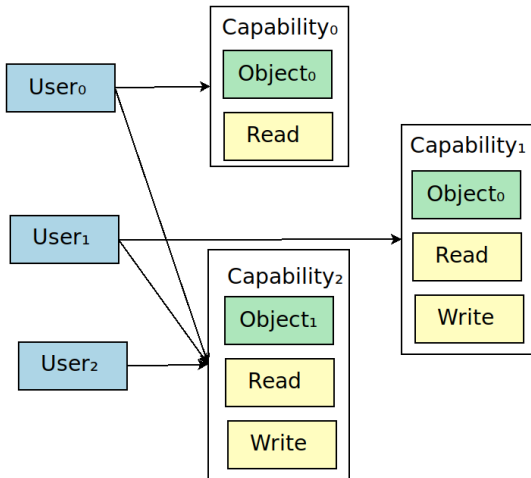 Capability₀
Object₀
Read
User₀
Capability₁
Object₀
Read
Write
User₁
Capability₂
Object₁
Read
Write
User₂